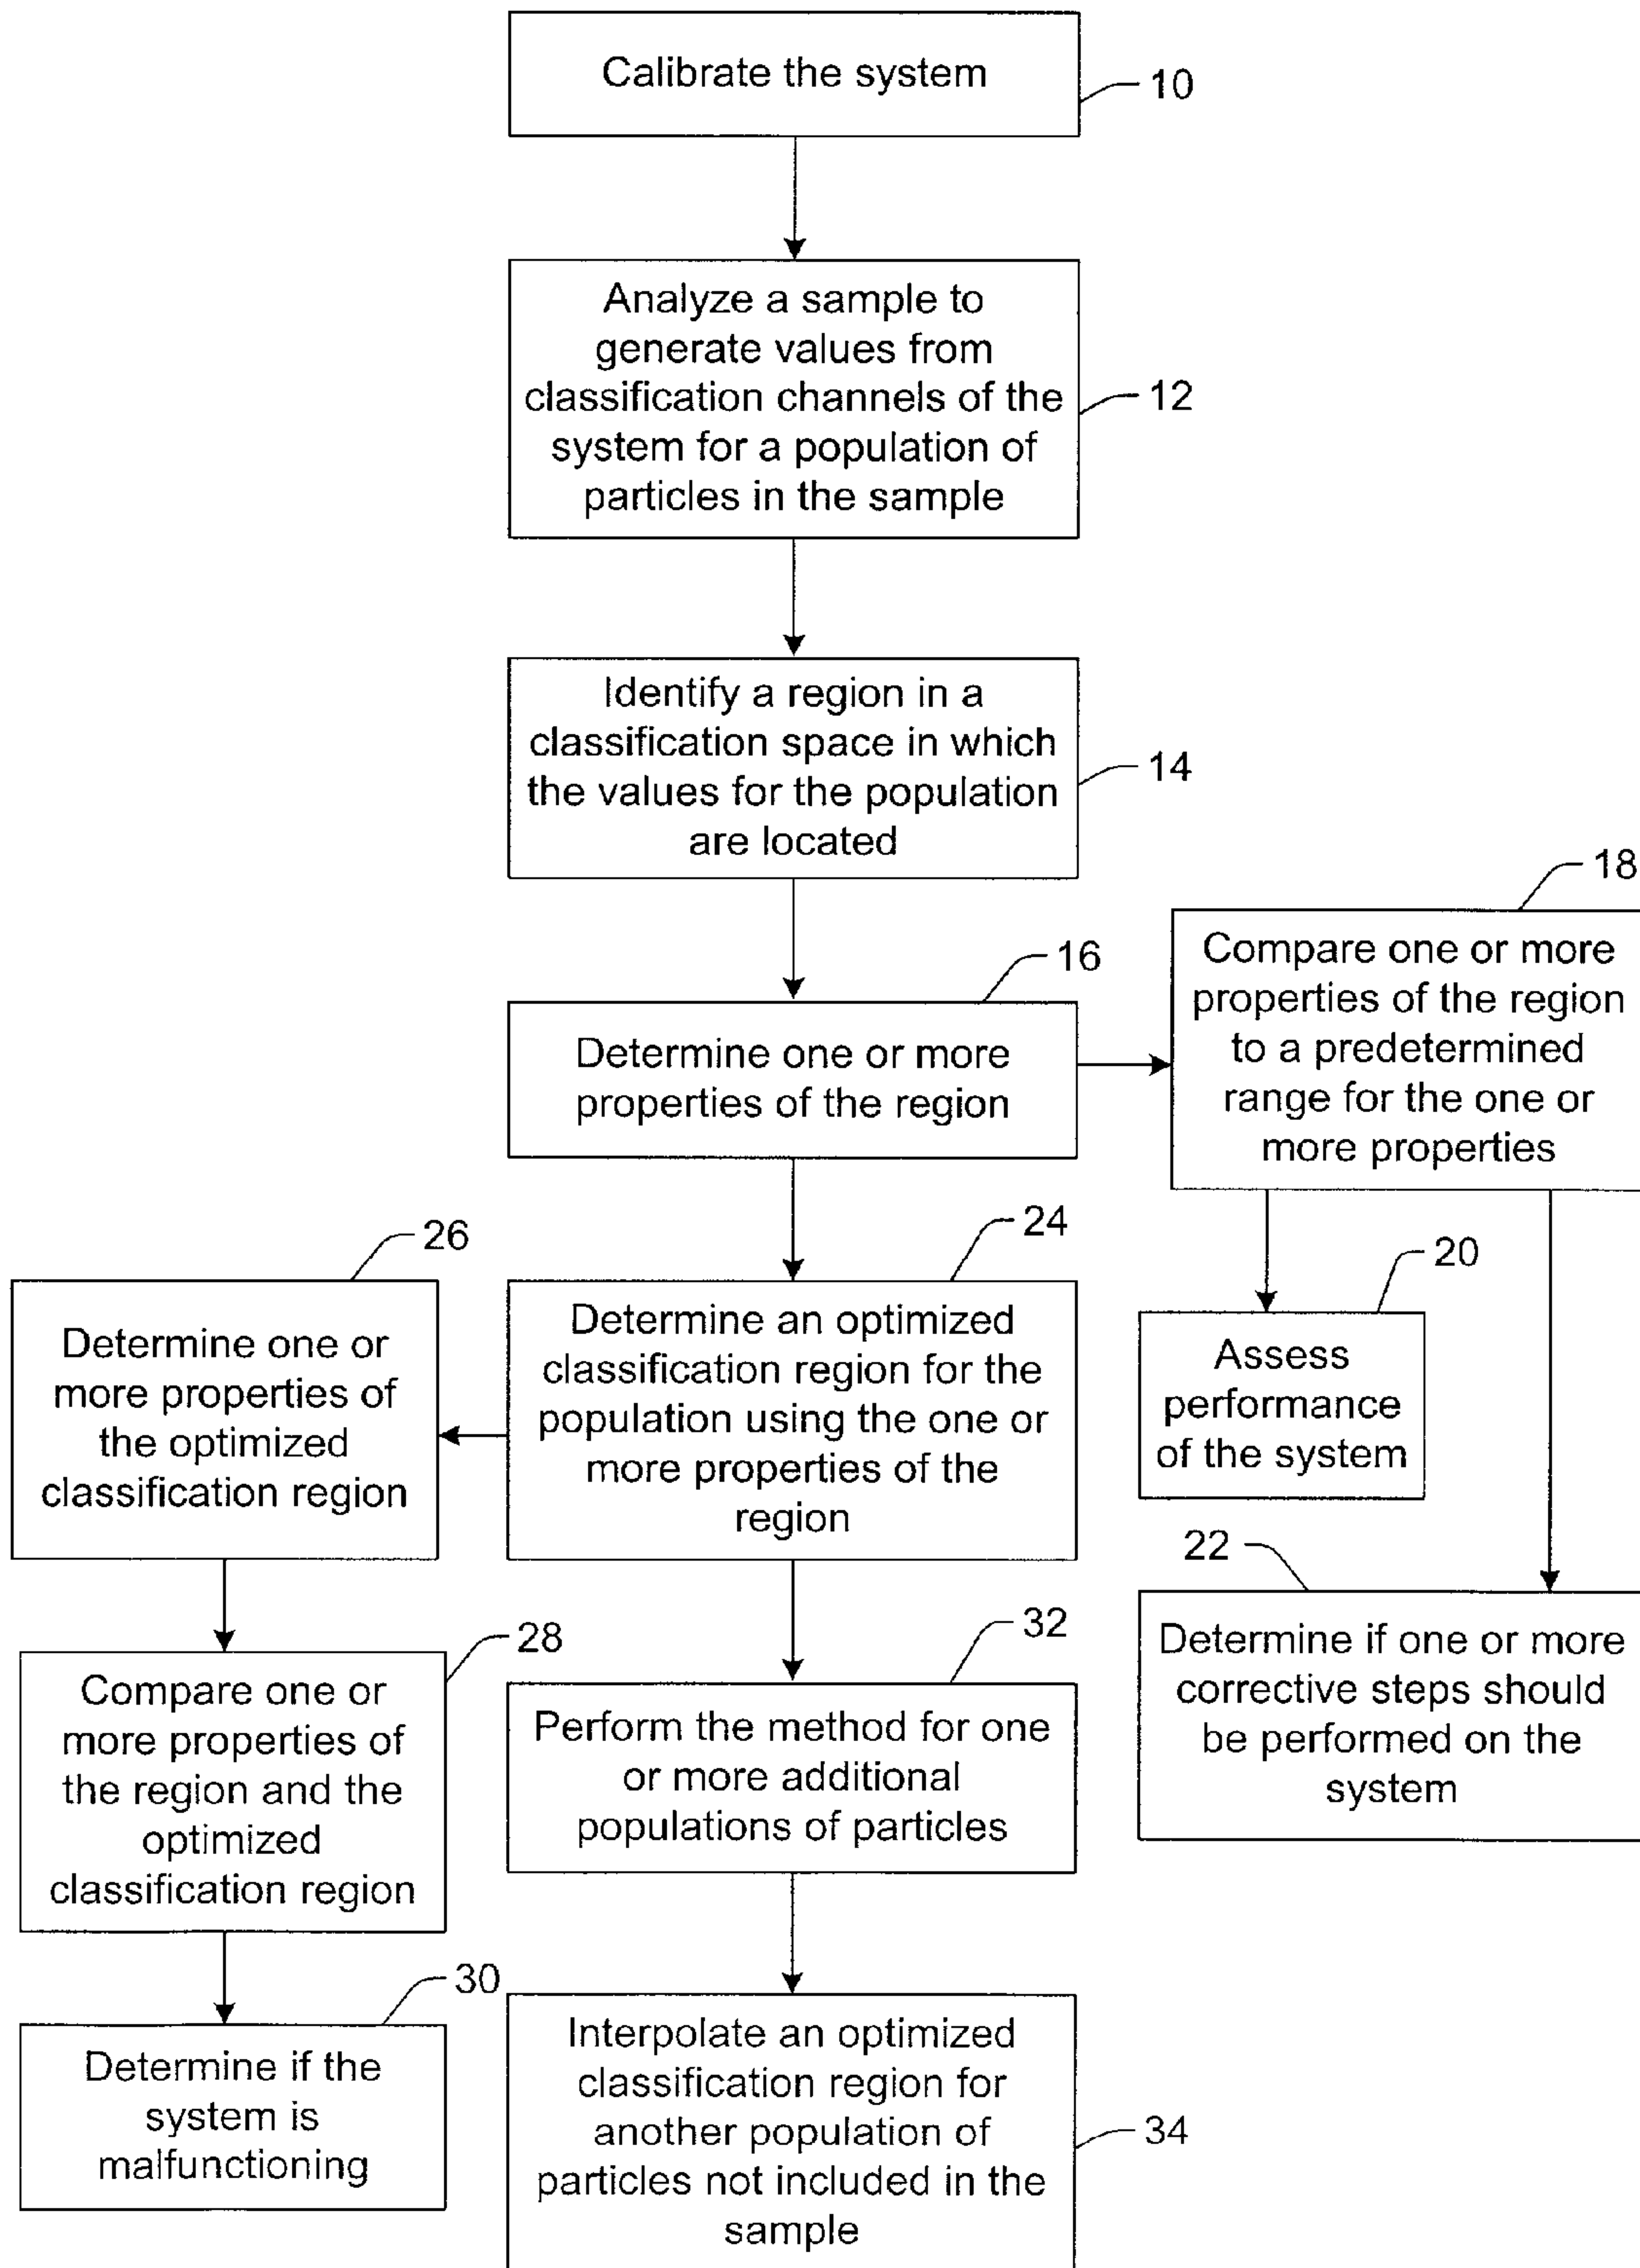 Calibrate the system
10
Analyze a sample to
generate values from
classification channels of the
system for a population of
particles in the sample
12
Identify a region in a
classification space in which
the values for the population
are located
14
16
Determine one or more
properties of the region
18
Compare one or more
properties of the region
to a predetermined
range for the one or
more properties
20
Assess
performance
of the system
22
Determine if one or more
corrective steps should
be performed on the
system
24
Determine an optimized
classification region for the
population using the one or
more properties of the
region
26
Determine one or
more properties of
the optimized
classification region
28
Compare one or
more properties of
the region and the
optimized
classification region
30
Determine if the
system is
malfunctioning
32
Perform the method for one
or more additional
populations of particles
Interpolate an optimized
classification region for
another population of
particles not included in the
sample
34